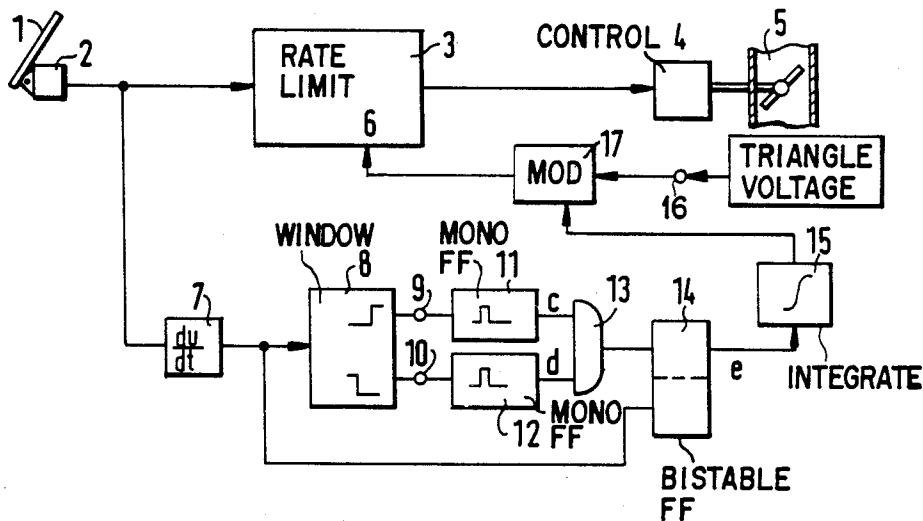 1
2
RATE
LIMIT
3
6
CONTROL 4
5
17
MOD
16
TRIANGLE
VOLTAGE
WINDOW
8
MONO
FF
11
9
c
13
14
15
7
du
dt
10
d
12
MONO
FF
e
INTEGRATE
BISTABLE
FF